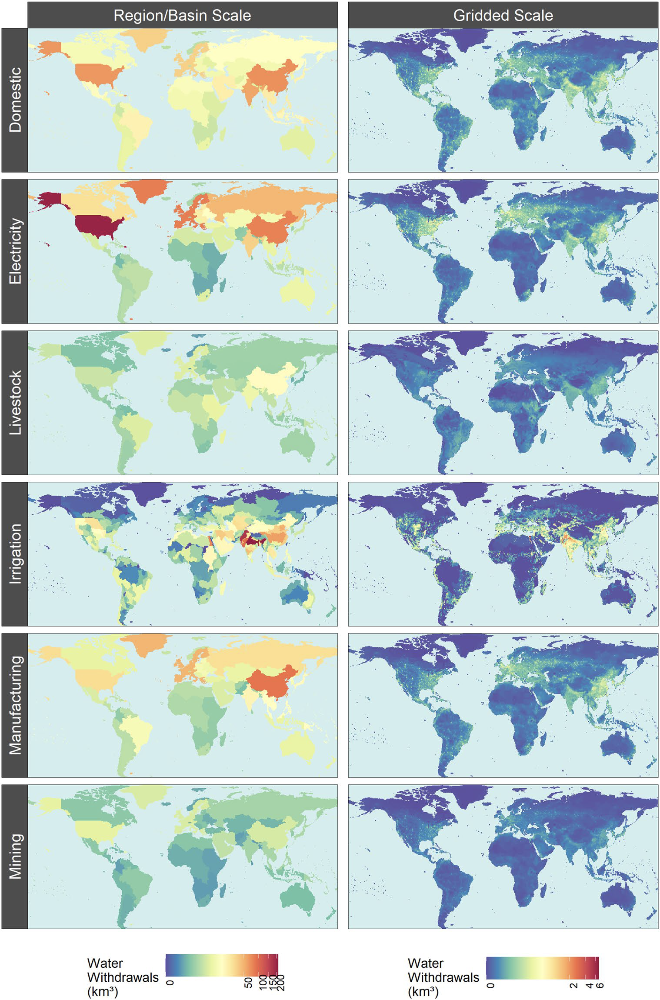 Region/Basin Scale
Gridded Scale
Domestic
Electricity
Livestock
Irrigation
Manufacturing
Mining
Water
Withdrawals
(km³)
0
50
100
150
200
Water
Withdrawals
(km³)
0
2
4
6